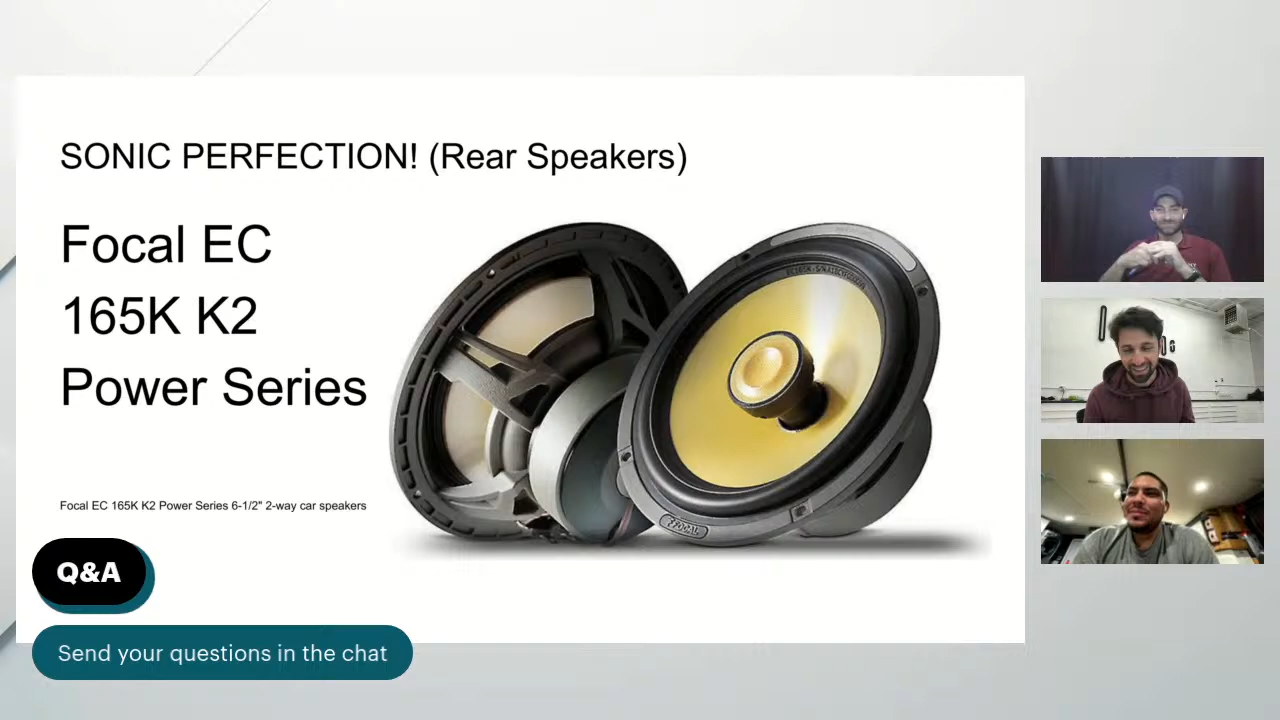 SONIC PERFECTION! (Rear Speakers)
Focal EC
165K K2
Power Series
Focal EC 165K K2 Power Series 6-1/2" 2-way car speakers
FOCAL
Q&A
Send your questions in the chat